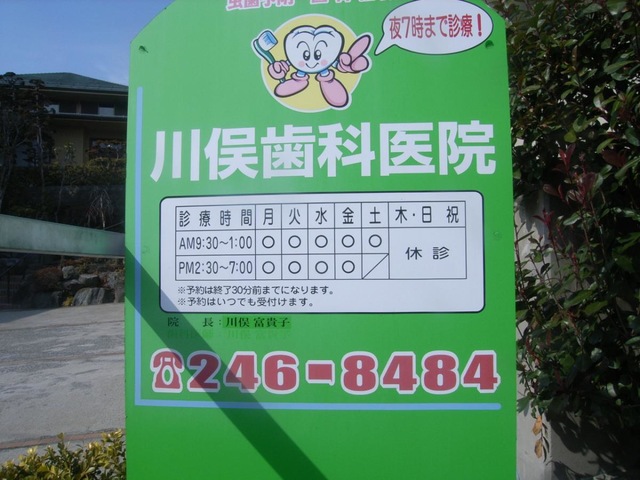 夜7時まで診療!
川俣歯科医院
診療時間 月 火 水 金 土 木・日祝
AM9:30~1:00 ○ ○ ○ ○ ○ 休診
PM2:30~7:00 ○ ○ ○ ○ ／
※予約は終了30分前までになります。
※予約はいつでも受付けます。
院 長:川俣 富貴子
☎246-8484